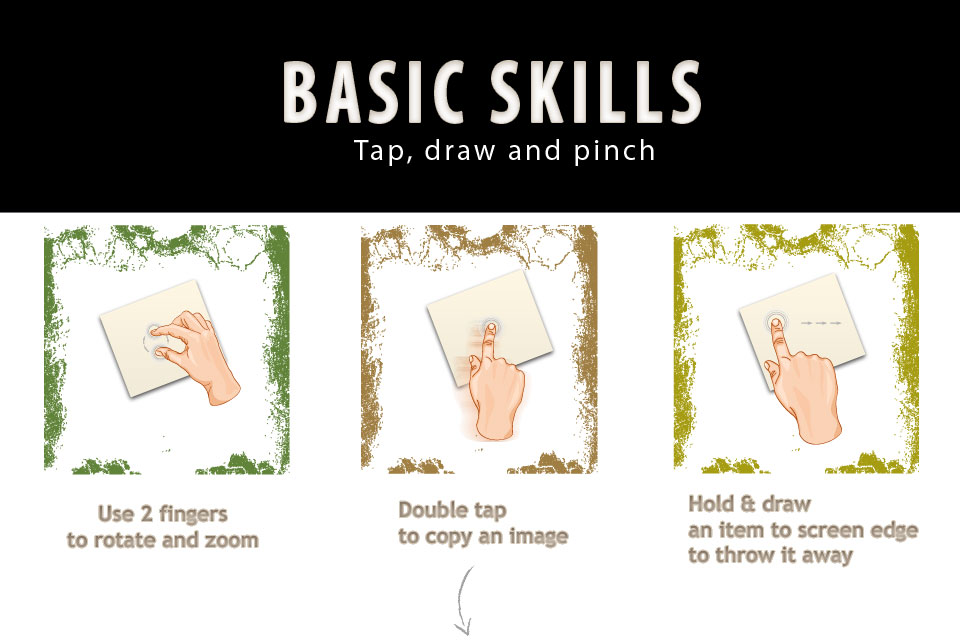 BASIC SKILLS
Tap, draw and pinch
Use 2 fingers
to rotate and zoom
Double tap
to copy an image
Hold & draw
an item to screen edge
to throw it away